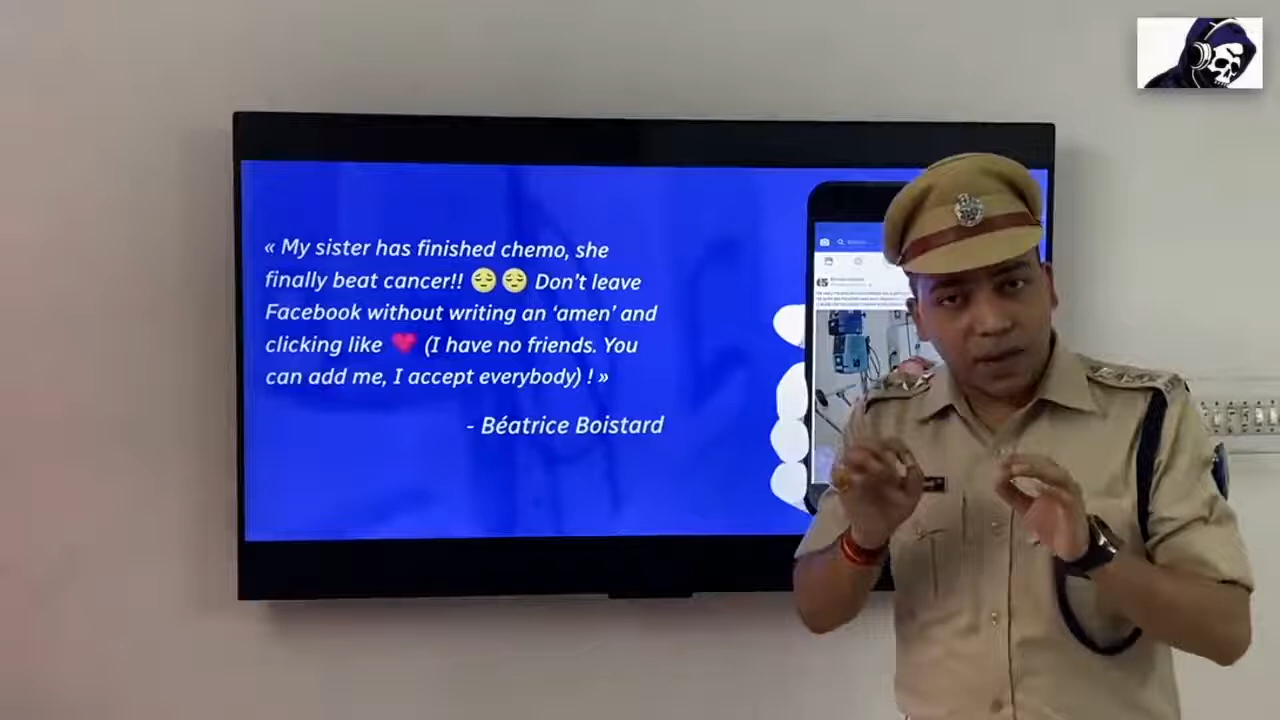 « My sister has finished chemo, she
finally beat cancer!! 😔😔 Don't leave
Facebook without writing an ‘amen’ and
clicking like 💗 (I have no friends. You
can add me, I accept everybody) ! »
- Béatrice Boistard